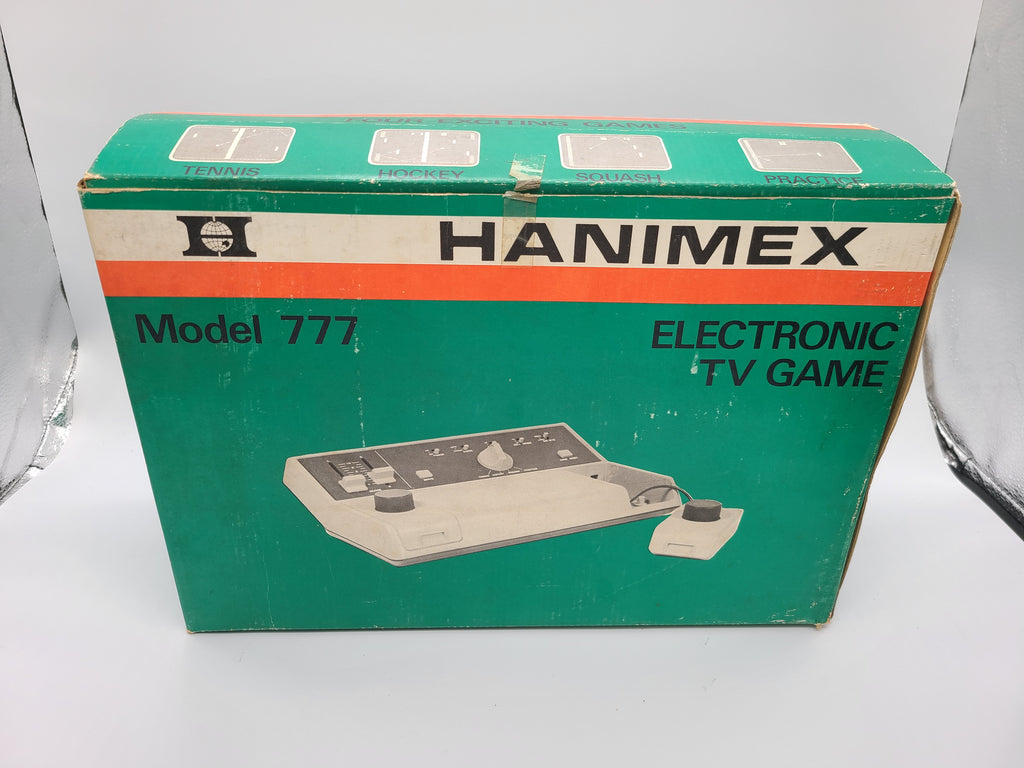 FOUR EXCITING GAMES
TENNIS HOCKEY SQUASH PRACTICE
H HANIMEX
Model 777
ELECTRONIC
TV GAME